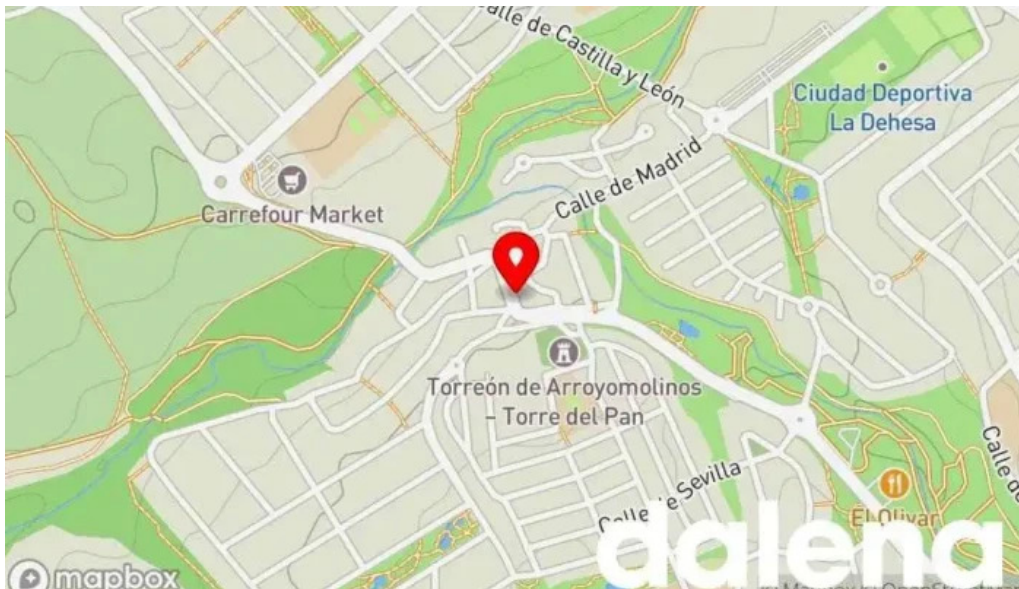 Calle de Castilla y León
Ciudad Deportiva
La Dehesa
Calle de Madrid
Carrefour Market
Torreón de Arroyomolinos
– Torre del Pan
Calle de Sevilla
Calle de
El Olivar
dalena
mapbox